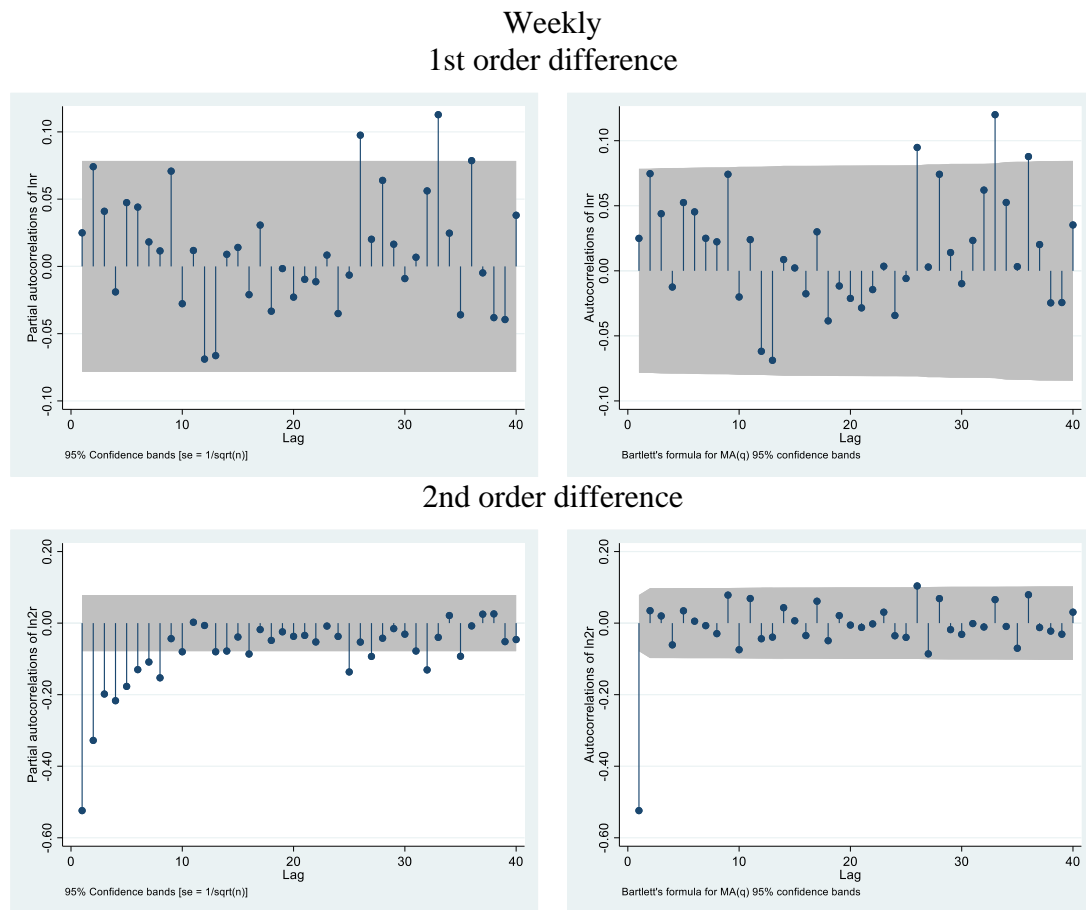 Weekly
1st order difference
Partial autocorrelations of lnr
0.10
0.05
0.00
-0.05
-0.10
0
10
20
30
40
Lag
95% Confidence bands [se = 1/sqrt(n)]
Autocorrelations of lnr
0.10
0.05
0.00
-0.05
-0.10
0
10
20
30
40
Lag
Bartlett's formula for MA(q) 95% confidence bands
2nd order difference
Partial autocorrelations of ln2r
0.20
0.00
-0.20
-0.40
-0.60
0
10
20
30
40
Lag
95% Confidence bands [se = 1/sqrt(n)]
Autocorrelations of ln2r
0.20
0.00
-0.20
-0.40
-0.60
0
10
20
30
40
Lag
Bartlett's formula for MA(q) 95% confidence bands